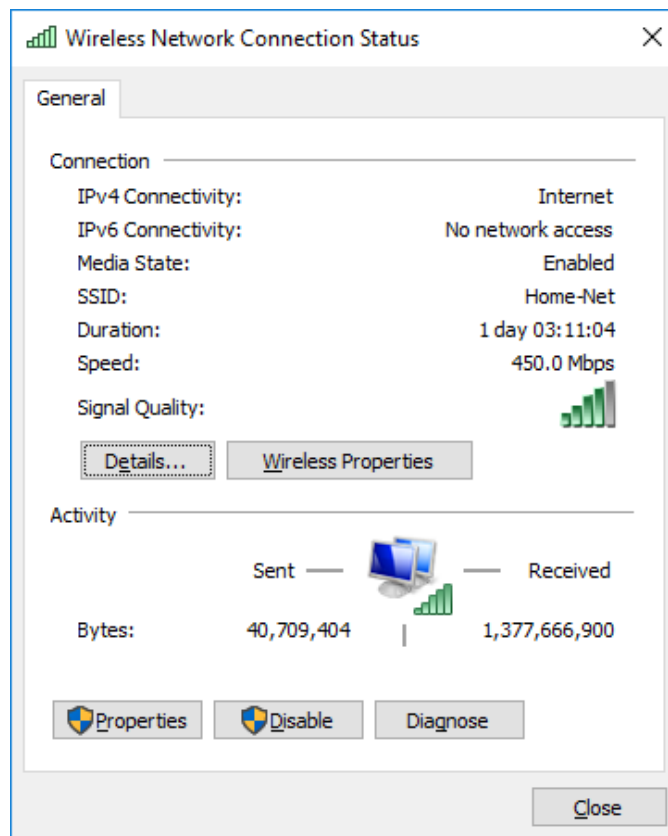 Wireless Network Connection Status
General
Connection
IPv4 Connectivity: Internet
IPv6 Connectivity: No network access
Media State: Enabled
SSID: Home-Net
Duration: 1 day 03:11:04
Speed: 450.0 Mbps
Signal Quality:
Details... Wireless Properties
Activity
Sent Received
Bytes: 40,709,404 1,377,666,900
Properties Disable Diagnose
Close